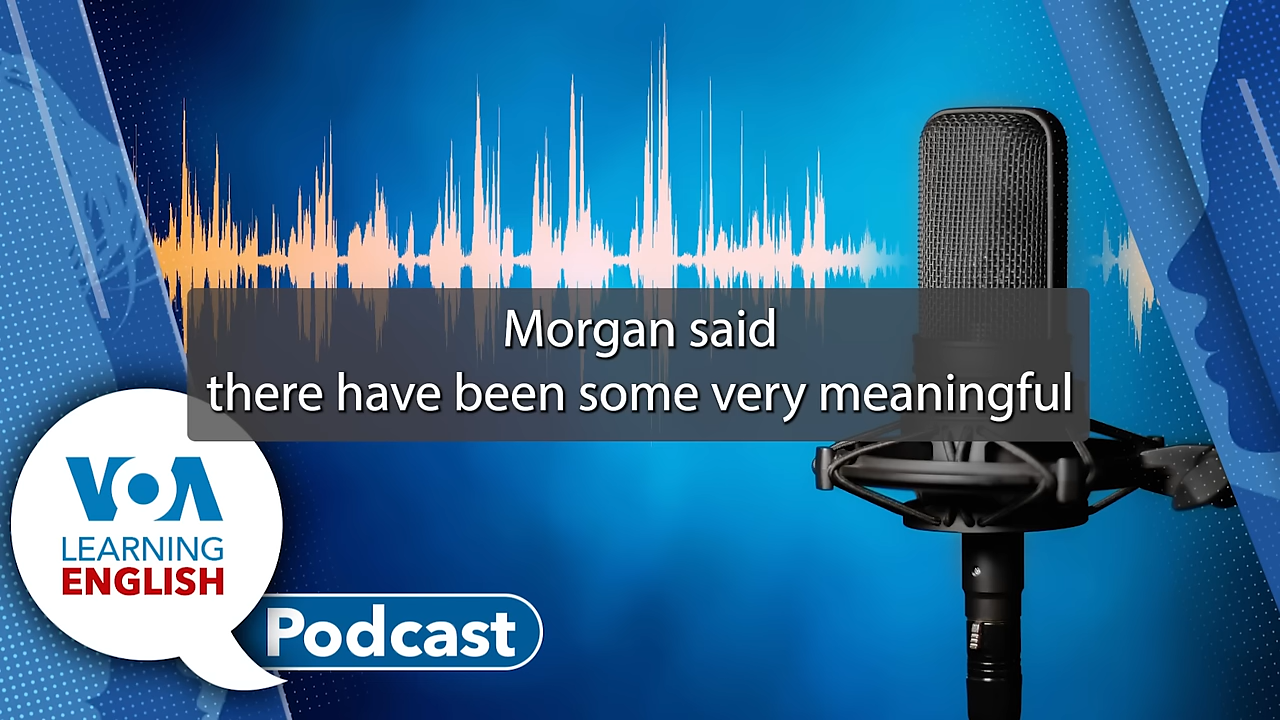 Morgan said
there have been some very meaningful
VOA
LEARNING
ENGLISH
Podcast